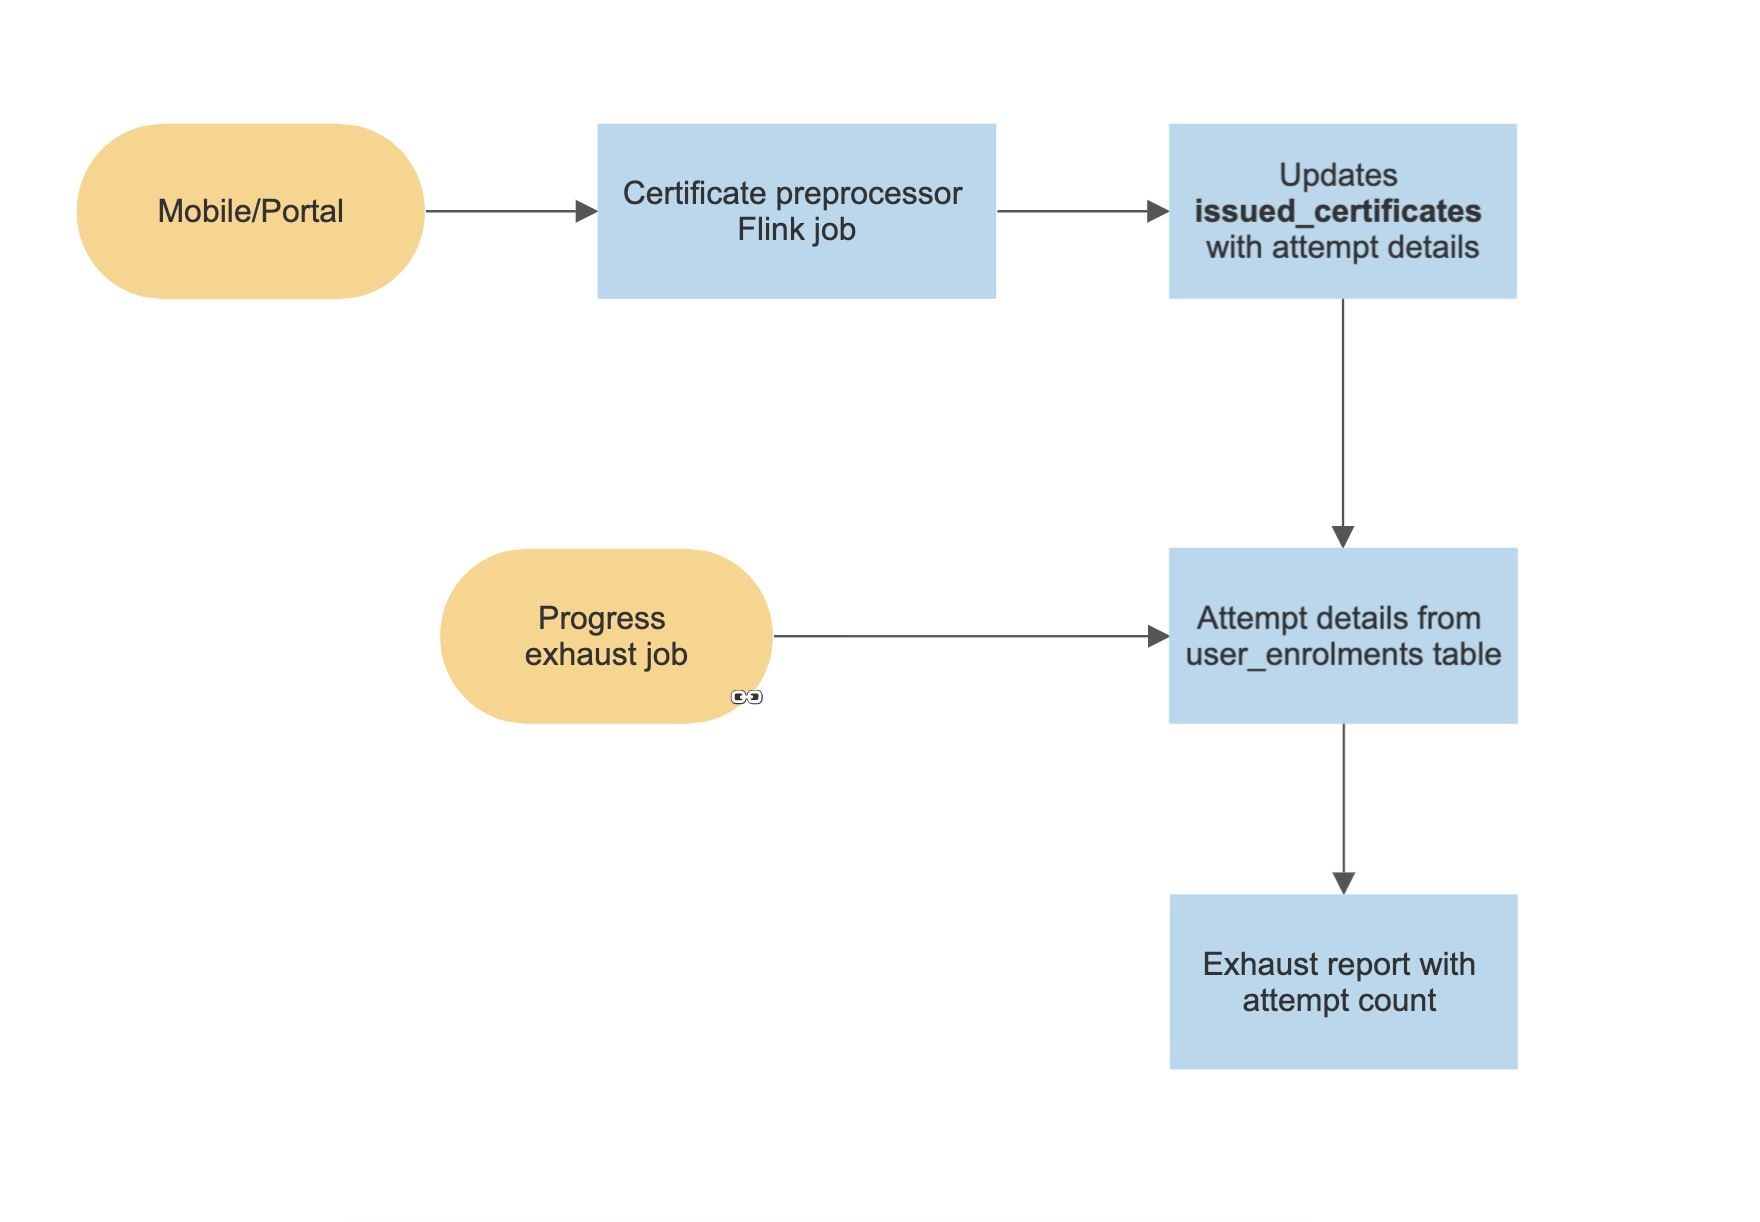 Mobile/Portal
Certificate preprocessor
Flink job
Updates
issued_certificates
with attempt details
Progress
exhaust job
Attempt details from
user_enrolments table
Exhaust report with
attempt count